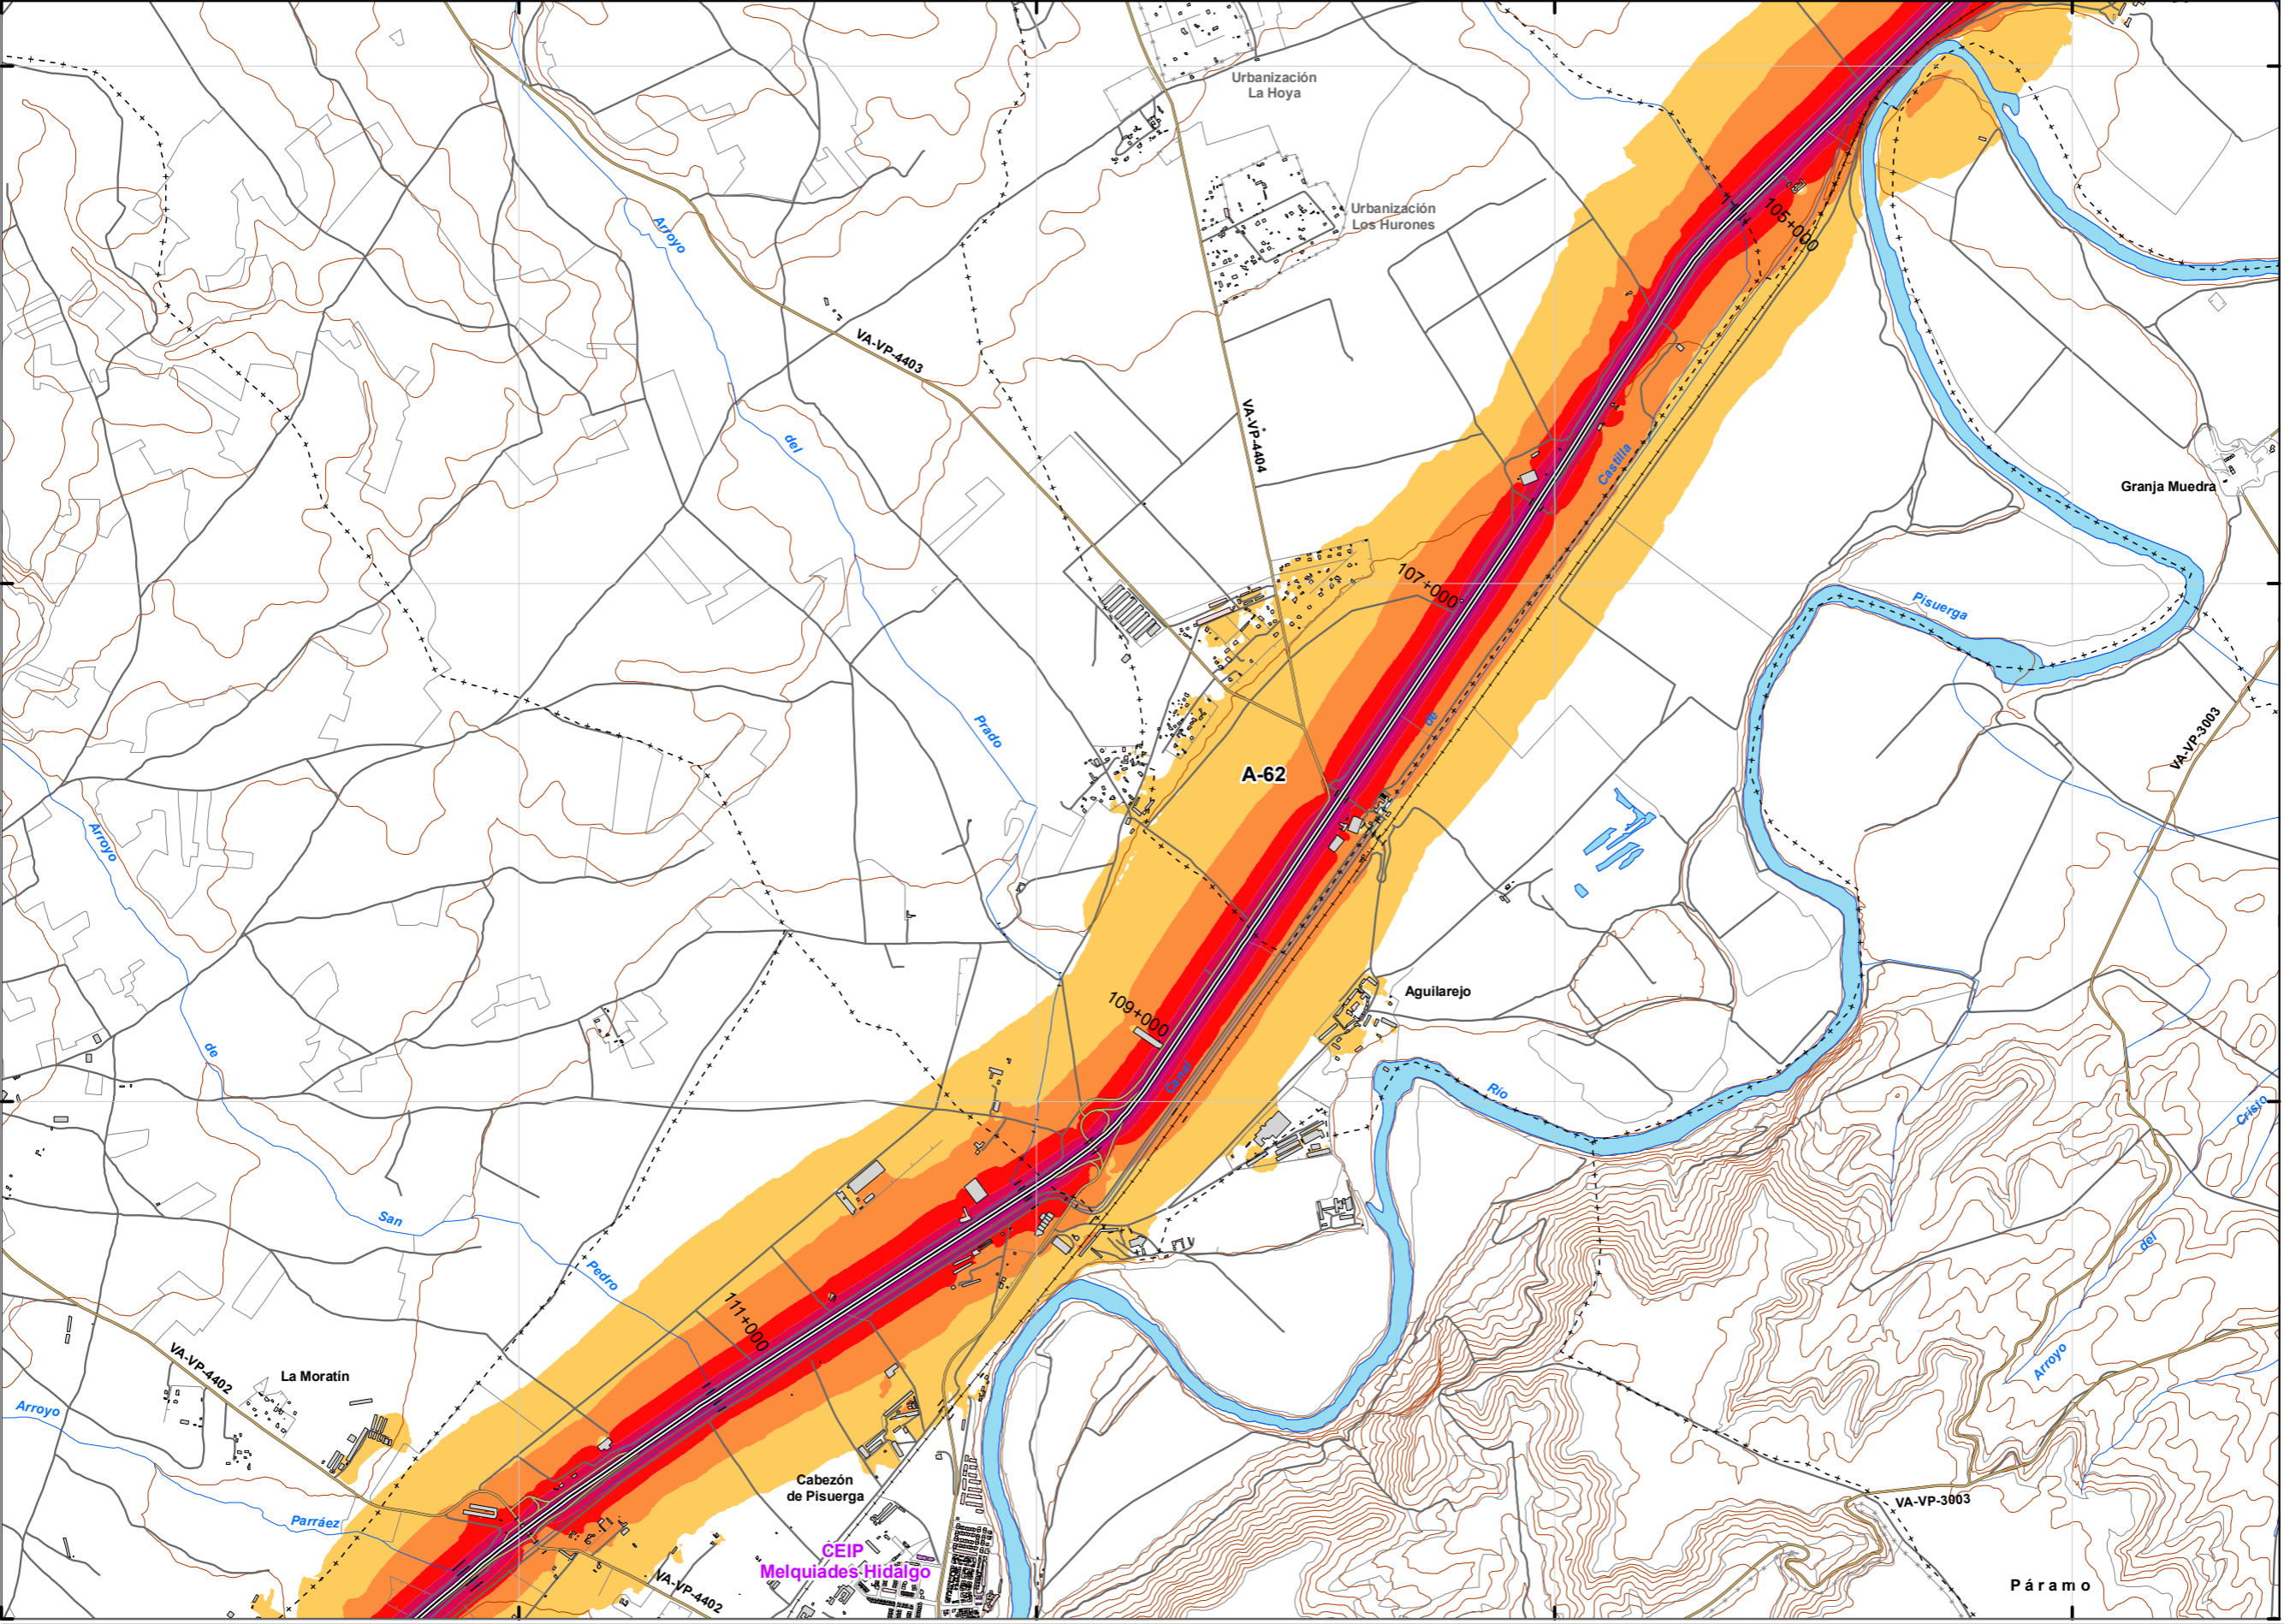 Urbanización
La Hoya
Urbanización
Los Hurones
105+000
Arroyo
VA-VP-4403
del
VA-VP-4404
Castilla
Granja Muedra
107+000
Pisuerga
de
Prado
A-62
VA-VP-3003
Arroyo
Aguilarejo
109+000
Canal
Río
de
Cristo
San
del
Pedro
111+000
VA-VP-4402
La Moratín
Arroyo
Arroyo
Cabezón
de Pisuerga
VA-VP-3003
Parráez
CEIP
Melquiades Hidalgo
VA-VP-4402
Páramo